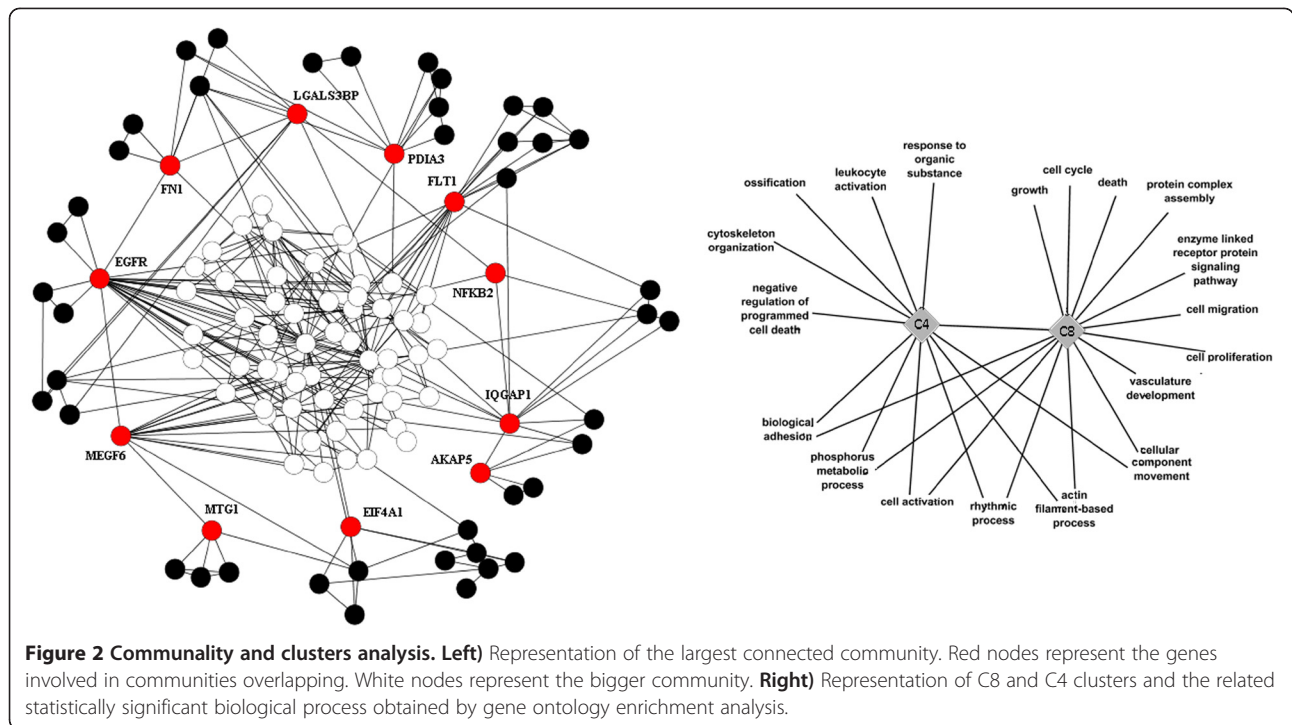 LGALS3BP
PDIA3
FN1
FLT1
EGFR
NFKB2
IQGAP1
MEGF6
AKAP5
MTG1
EIF4A1
response to
organic
substance
leukocyte
activation
ossification
cytoskeleton
organization
negative
regulation of
programmed
cell death
cell cycle
growth
death
protein complex
assembly
enzyme linked
receptor protein
signaling
pathway
cell migration
cell proliferation
vasculature
development
C4
C8
biological
adhesion
phosphorus
metabolic
process
cell activation
rhythmic
process
actin
filament-based
process
cellular
component
movement
Figure 2 Communality and clusters analysis. Left) Representation of the largest connected community. Red nodes represent the genes
involved in communities overlapping. White nodes represent the bigger community. Right) Representation of C8 and C4 clusters and the related
statistically significant biological process obtained by gene ontology enrichment analysis.